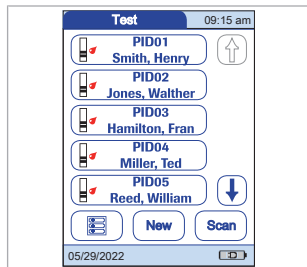 Test 09:15 am
PID01
Smith, Henry
PID02
Jones, Walther
PID03
Hamilton, Fran
PID04
Miller, Ted
PID05
Reed, William
New Scan
05/29/2022